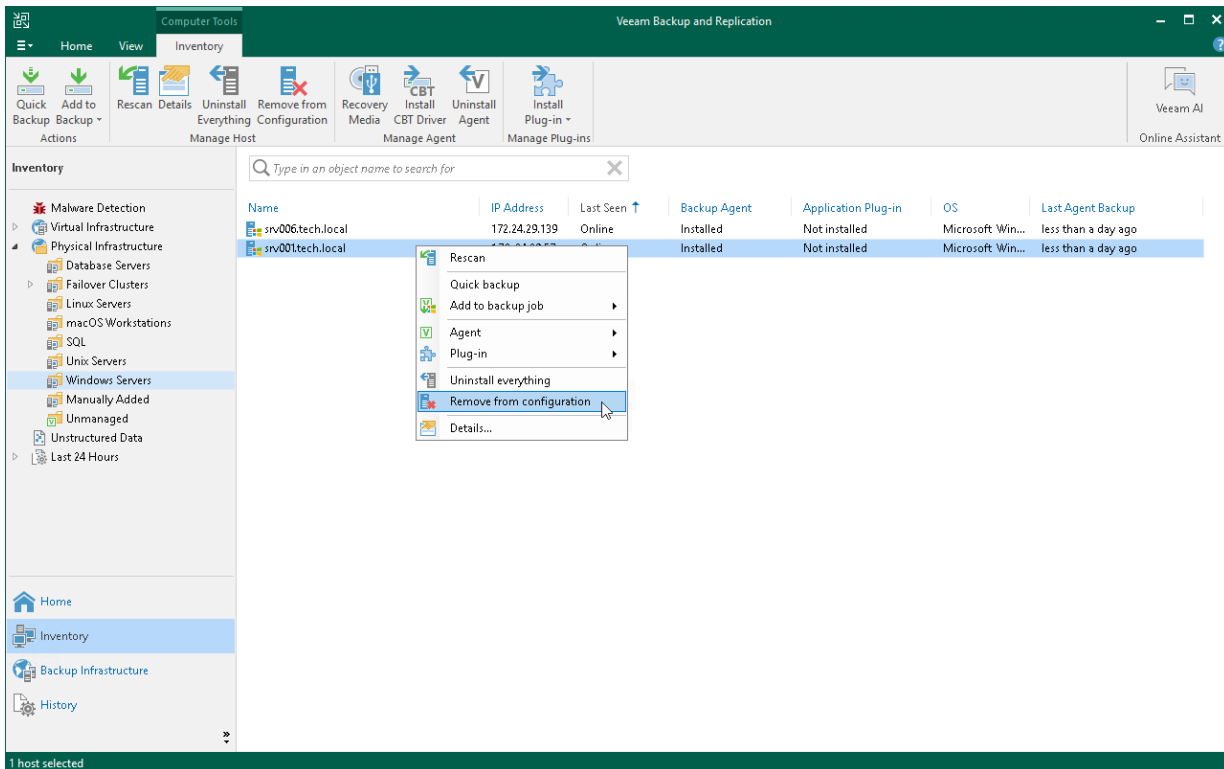 Computer Tools
Veeam Backup and Replication
Home View Inventory
Quick Backup
Add to Backup
Rescan
Details
Uninstall Everything
Remove from Configuration
Recovery Media
Install CBT Driver
Uninstall Agent
Install Plug-in
Veeam AI
Actions
Manage Host
Manage Agent
Manage Plug-ins
Online Assistant
Inventory
Type in an object name to search for
Malware Detection
Virtual Infrastructure
Physical Infrastructure
Database Servers
Failover Clusters
Linux Servers
macOS Workstations
SQL
Unix Servers
Windows Servers
Manually Added
Unmanaged
Unstructured Data
Last 24 Hours
Name IP Address Last Seen Backup Agent Application Plug-in OS Last Agent Backup
srv006.tech.local 172.24.29.139 Online Installed Not installed Microsoft Win... less than a day ago
srv001.tech.local Installed Not installed Microsoft Win... less than a day ago
Rescan
Quick backup
Add to backup job
Agent
Plug-in
Uninstall everything
Remove from configuration
Details...
Home
Inventory
Backup Infrastructure
History
1 host selected